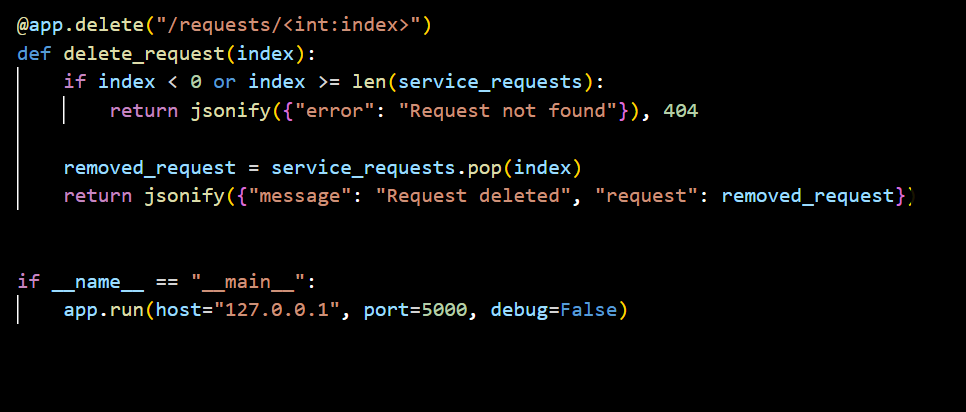 @app.delete("/requests/<int:index>")
def delete_request(index):
    if index < 0 or index >= len(service_requests):
        return jsonify({"error": "Request not found"}), 404

    removed_request = service_requests.pop(index)
    return jsonify({"message": "Request deleted", "request": removed_request})


if __name__ == "__main__":
    app.run(host="127.0.0.1", port=5000, debug=False)